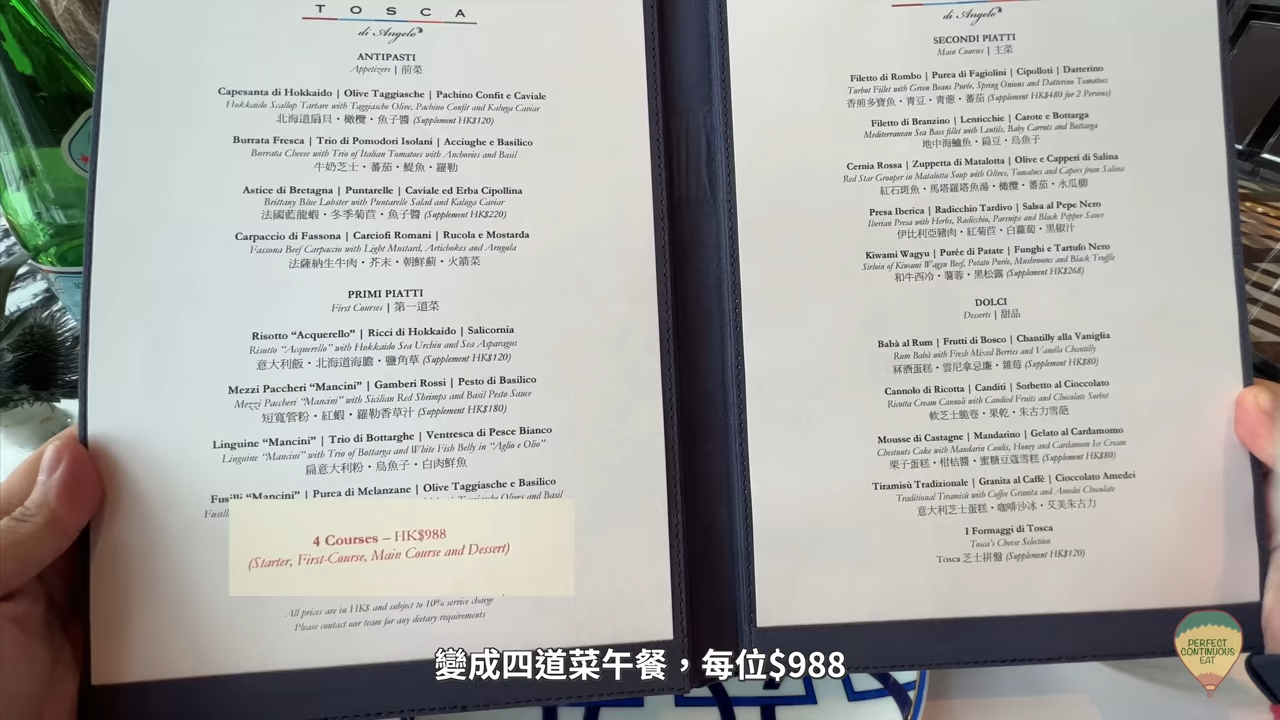 TOSCA
di Angelo
ANTIPASTI
Appetizers | 前菜
Capesanta di Hokkaido | Olive Taggiasche | Pachino Confit e Caviale
Hokkaido Scallop Tartare with Taggiasche Olive, Pachino Confit and Kaluga Caviar
北海道扇貝・橄欖・魚子醬 (Supplement HK$120)
Burrata Fresca | Trio di Pomodori Isolani | Acciughe e Basilico
Burrata Cheese with Trio of Italian Tomatoes with Anchovies and Basil
牛奶芝士・蕃茄・鯷魚・羅勒
Astice di Bretagna | Puntarelle | Caviale ed Erba Cipollina
Brittany Blue Lobster with Puntarelle Salad and Kaluga Caviar
法國藍龍蝦・冬季菊苣・魚子醬 (Supplement HK$220)
Carpaccio di Fassona | Carciofi Romani | Rucola e Mostarda
Fassona Beef Carpaccio with Light Mustard, Artichokes and Arugula
法薩納生牛肉・芥末・朝鮮薊・火箭菜
PRIMI PIATTI
First Courses | 第一道菜
Risotto “Acquerello” | Ricci di Hokkaido | Salicornia
Risotto “Acquerello” with Hokkaido Sea Urchin and Sea Asparagus
意大利飯・北海道海膽・鹽角草 (Supplement HK$120)
Mezzi Paccheri “Mancini” | Gamberi Rossi | Pesto di Basilico
Mezzi Paccheri “Mancini” with Sicilian Red Shrimps and Basil Pesto Sauce
短寬管粉・紅蝦・羅勒香草汁 (Supplement HK$180)
Linguine “Mancini” | Trio di Bottarghe | Ventresca di Pesce Bianco
Linguine “Mancini” with Trio of Bottarga and White Fish Belly in “Aglio e Olio”
扁意大利粉・烏魚子・白肉鮮魚
Fusilli “Mancini” | Purea di Melanzane | Olive Taggiasche e Basilico
4 Courses – HK$988
(Starter, First-Course, Main Course and Dessert)
All prices are in HK$ and subject to 10% service charge
Please contact our team for any dietary requirements
di Angelo
SECONDI PIATTI
Main Courses | 主菜
Filetto di Rombo | Purea di Fagiolini | Cipolloti | Datterino
Turbot Fillet with Green Beans Purée, Spring Onions and Datterino Tomatoes
香煎多寶魚・青豆・青蔥・蕃茄 (Supplement HK$480 for 2 Persons)
Filetto di Branzino | Lenticchie | Carote e Bottarga
Mediterranean Sea Bass fillet with Lentils, Baby Carrots and Bottarga
地中海鱸魚・扁豆・烏魚子
Cernia Rossa | Zuppetta di Matalotta | Olive e Capperi di Salina
Red Star Grouper in Matalotta Soup with Olives, Tomatoes and Capers from Salina
紅石斑魚・馬塔羅塔魚湯・橄欖・蕃茄・水瓜柳
Presa Iberica | Radicchio Tardivo | Salsa al Pepe Nero
Iberian Presa with Herbs, Radicchio, Parsnips and Black Pepper Sauce
伊比利亞豬肉・紅菊苣・白蘿蔔・黑椒汁
Kiwami Wagyu | Purée di Patate | Funghi e Tartufo Nero
Sirloin of Kiwami Wagyu Beef, Potato Purée, Mushrooms and Black Truffle
和牛西冷・薯蓉・黑松露 (Supplement HK$268)
DOLCI
Desserts | 甜品
Babà al Rum | Frutti di Bosco | Chantilly alla Vaniglia
Rum Babà with Fresh Mixed Berries and Vanilla Chantilly
冧酒蛋糕・雲尼拿忌廉・雜莓 (Supplement HK$80)
Cannolo di Ricotta | Canditi | Sorbetto al Cioccolato
Ricotta Cream Cannoli with Candied Fruits and Chocolate Sorbet
軟芝士脆卷・果乾・朱古力雪葩
Mousse di Castagne | Mandarino | Gelato al Cardamomo
Chestnuts Cake with Mandarin Coulis, Honey and Cardamom Ice Cream
栗子蛋糕・柑桔醬・蜜糖荳蔻雪糕 (Supplement HK$80)
Tiramisù Tradizionale | Granita al Caffè | Cioccolato Amedei
Traditional Tiramisù with Coffee Granita and Amedei Chocolate
意大利芝士蛋糕・咖啡沙冰・艾美朱古力
I Formaggi di Tosca
Tosca's Cheese Selection
Tosca 芝士拼盤 (Supplement HK$120)
變成四道菜午餐，每位$988
PERFECT
CONTINUOUS
EAT